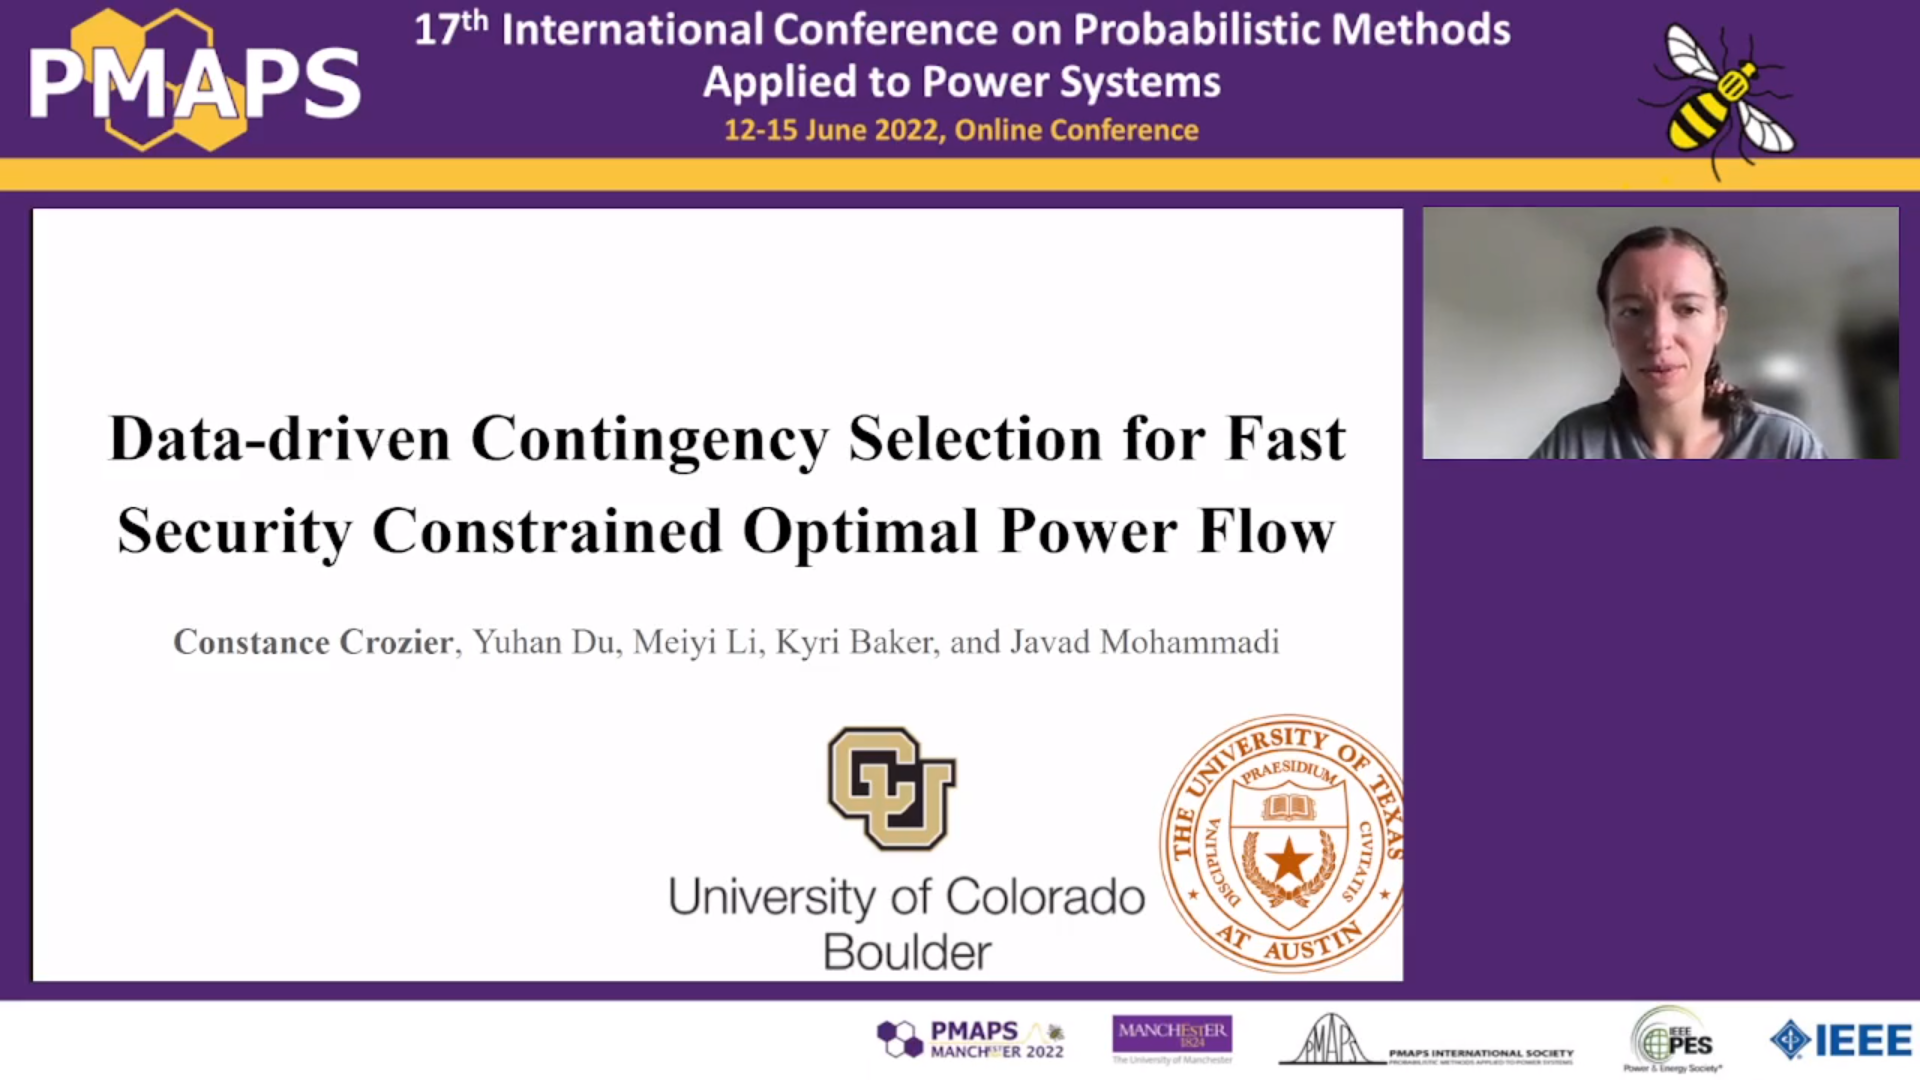 PMAPS
17th International Conference on Probabilistic Methods
Applied to Power Systems
12-15 June 2022, Online Conference
Data-driven Contingency Selection for Fast
Security Constrained Optimal Power Flow
Constance Crozier, Yuhan Du, Meiyi Li, Kyri Baker, and Javad Mohammadi
CU
University of Colorado
Boulder
THE UNIVERSITY OF TEXAS
PRAESIDIUM
DISCIPLINA
CIVITATIS
AT AUSTIN
PMAPS
MANCHESTER 2022
MANCHESTER
1824
The University of Manchester
PMAPS
PMAPS INTERNATIONAL SOCIETY
PROBABILISTIC METHODS APPLIED TO POWER SYSTEMS
IEEE
PES
Power & Energy Society®
IEEE